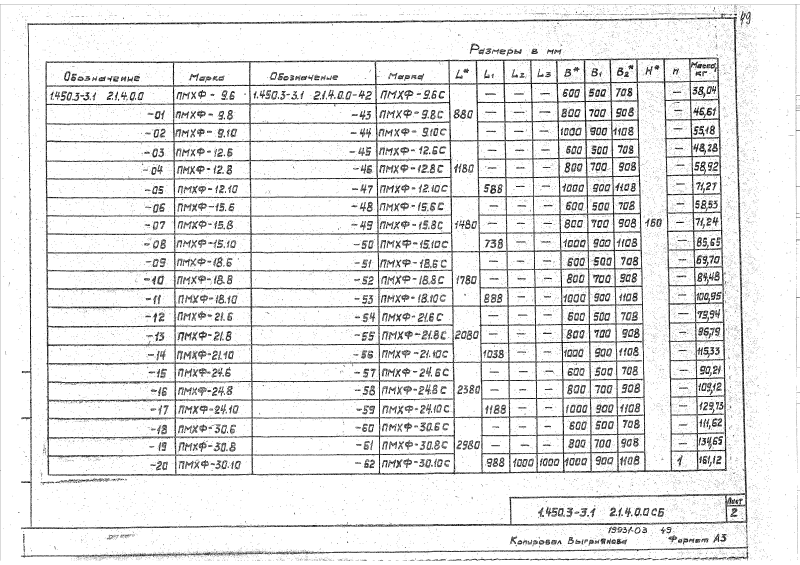 49
Размеры в мм
Обозначение Марка Обозначение Марка L* L₁ L₂ L₃ B* B₁ B₂* H* n Масса, кг
1.450.3-3.1 2.1.4.0.0 ПМХФ-9.6 1.450.3-3.1 2.1.4.0.0-42 ПМХФ-9.6С — — — 600 500 708 — 38,04
-01 ПМХФ-9.8 -43 ПМХФ-9.8С 880 — — — 800 700 908 — 46,61
-02 ПМХФ-9.10 -44 ПМХФ-9.10С — — — 1000 900 1108 — 55,18
-03 ПМХФ-12.6 -45 ПМХФ-12.6С — — — 600 500 708 — 48,28
-04 ПМХФ-12.8 -46 ПМХФ-12.8С 1180 — — — 800 700 908 — 58,92
-05 ПМХФ-12.10 -47 ПМХФ-12.10С 588 — — 1000 900 1108 — 71,27
-06 ПМХФ-15.6 -48 ПМХФ-15.6С — — — 600 500 708 — 58,53
-07 ПМХФ-15.8 -49 ПМХФ-15.8С 1480 — — — 800 700 908 160 — 71,24
-08 ПМХФ-15.10 -50 ПМХФ-15.10С 738 — — 1000 900 1108 — 85,65
-09 ПМХФ-18.6 -51 ПМХФ-18.6С — — — 600 500 708 — 69,70
-10 ПМХФ-18.8 -52 ПМХФ-18.8С 1780 — — — 800 700 908 — 84,48
-11 ПМХФ-18.10 -53 ПМХФ-18.10С 888 — — 1000 900 1108 — 100,95
-12 ПМХФ-21.6 -54 ПМХФ-21.6С — — — 600 500 708 — 79,94
-13 ПМХФ-21.8 -55 ПМХФ-21.8С 2080 — — — 800 700 908 — 96,79
-14 ПМХФ-21.10 -56 ПМХФ-21.10С 1038 — — 1000 900 1108 — 115,33
-15 ПМХФ-24.6 -57 ПМХФ-24.6С — — — 600 500 708 — 90,21
-16 ПМХФ-24.8 -58 ПМХФ-24.8С 2380 — — — 800 700 908 — 109,12
-17 ПМХФ-24.10 -59 ПМХФ-24.10С 1188 — — 1000 900 1108 — 129,73
-18 ПМХФ-30.6 -60 ПМХФ-30.6С — — — 600 500 708 — 111,62
-19 ПМХФ-30.8 -61 ПМХФ-30.8С 2980 — — — 800 700 908 — 134,65
-20 ПМХФ-30.10 -62 ПМХФ-30.10С 988 1000 1000 1000 900 1108 1 161,12
1.450.3-3.1 2.1.4.0.0СБ
Лист
2
19931-03 49
Копировал Выгриянова Формат А3